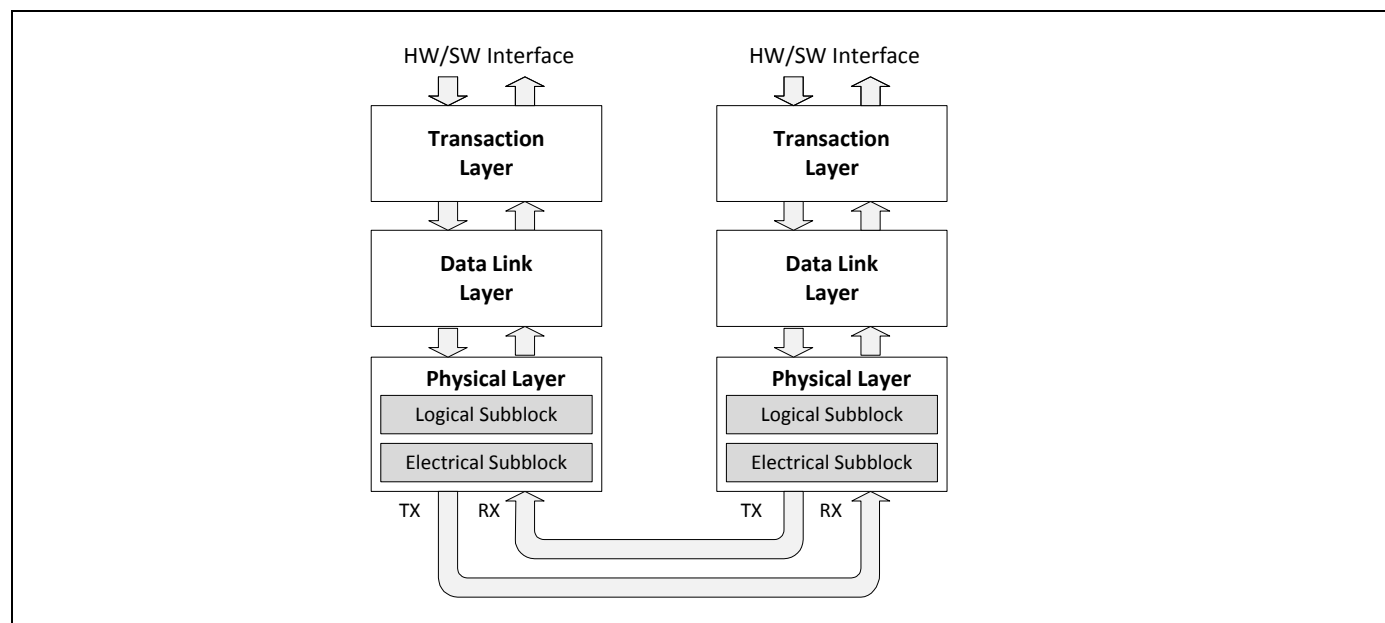 HW/SW Interface
Transaction
Layer
Data Link
Layer
Physical Layer
Logical Subblock
Electrical Subblock
TX
RX
HW/SW Interface
Transaction
Layer
Data Link
Layer
Physical Layer
Logical Subblock
Electrical Subblock
TX
RX